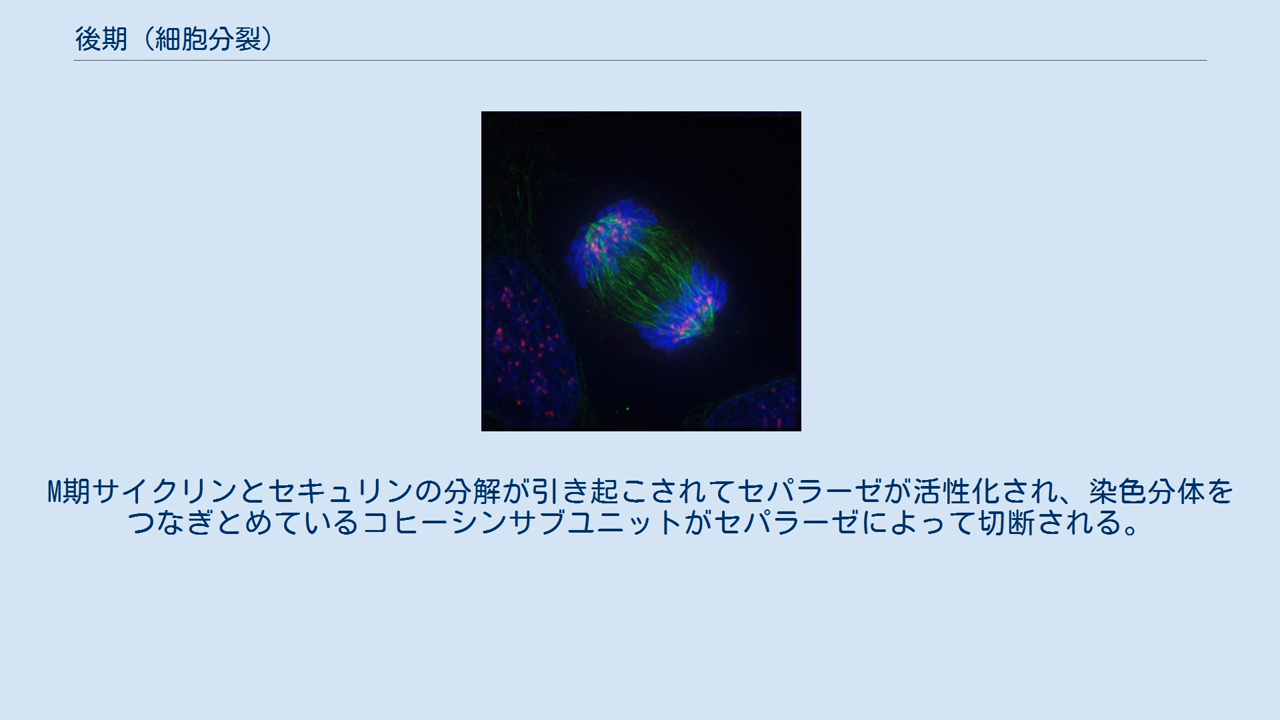 後期（細胞分裂）
M期サイクリンとセキュリンの分解が引き起こされてセパラーゼが活性化され、染色分体を
つなぎとめているコヒーシンサブユニットがセパラーゼによって切断される。